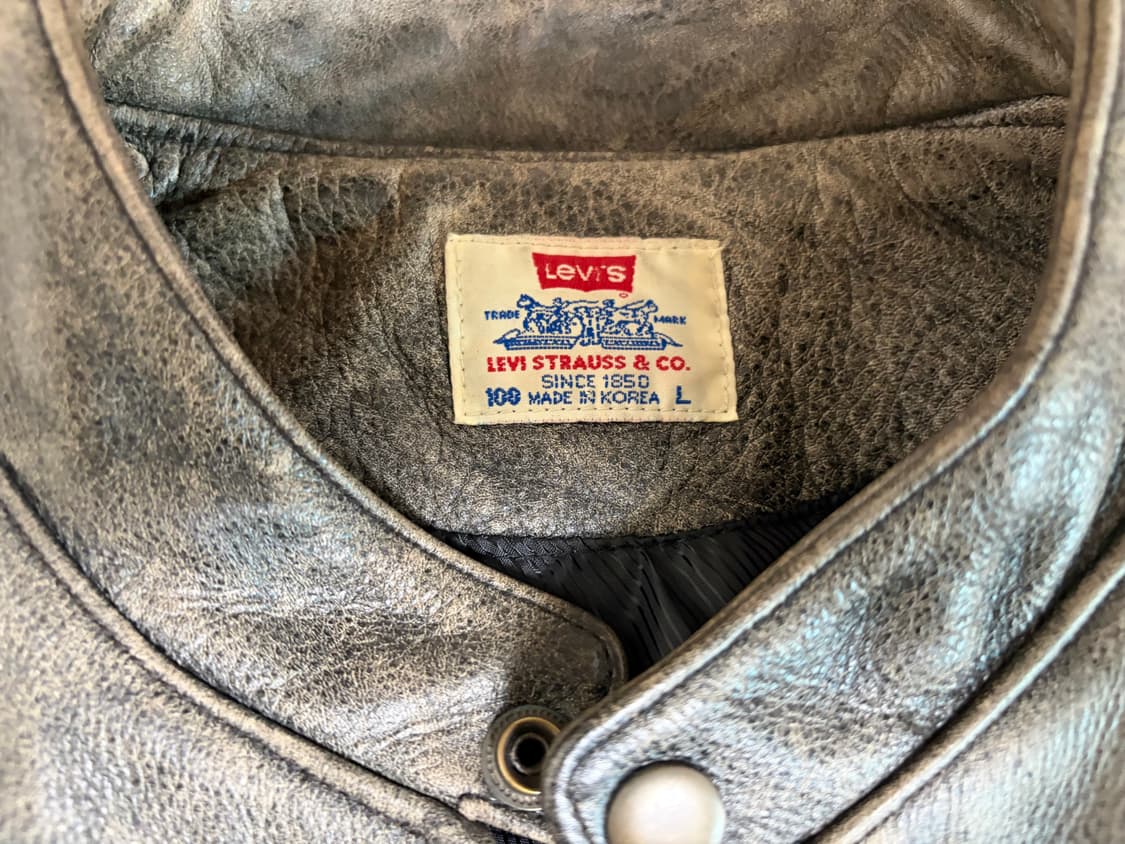 Levi's
TRADE MARK
LEVI STRAUSS & CO.
SINCE 1850
100 MADE IN KOREA L